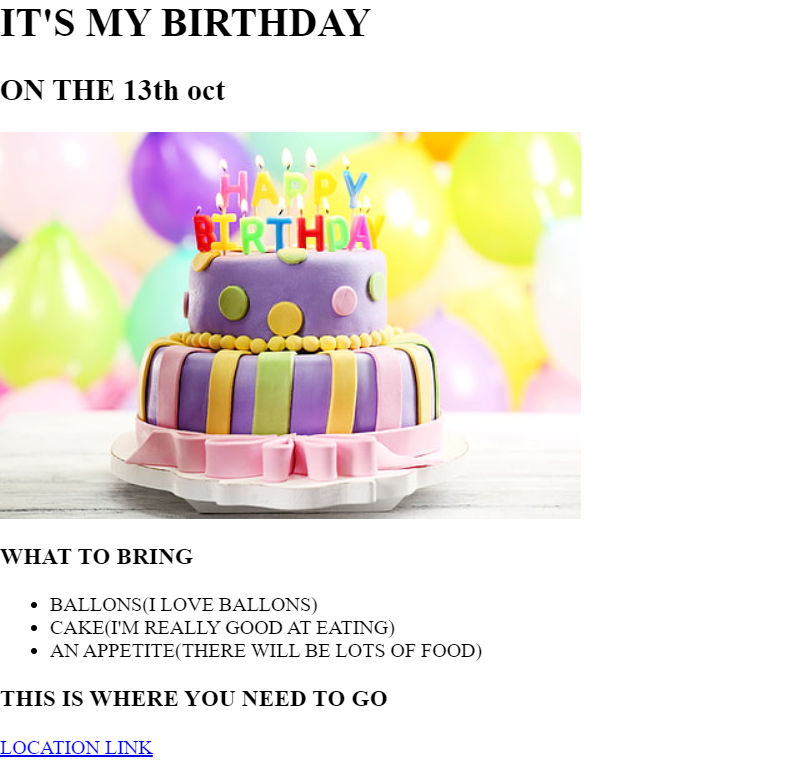 IT'S MY BIRTHDAY
ON THE 13th oct
HAPPY
BIRTHDAY
WHAT TO BRING
BALLONS(I LOVE BALLONS)
CAKE(I'M REALLY GOOD AT EATING)
AN APPETITE(THERE WILL BE LOTS OF FOOD)
THIS IS WHERE YOU NEED TO GO
LOCATION LINK